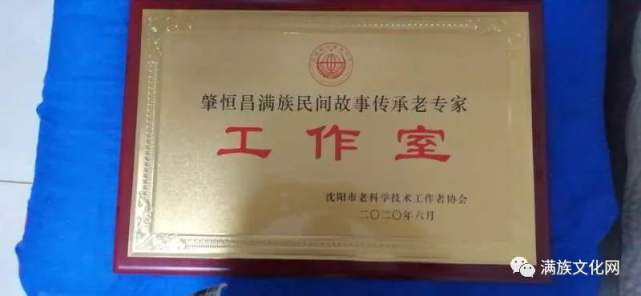 肇恒昌满族民间故事传承老专家
工作室
沈阳市老科学技术工作者协会
二〇二〇年六月
满族文化网